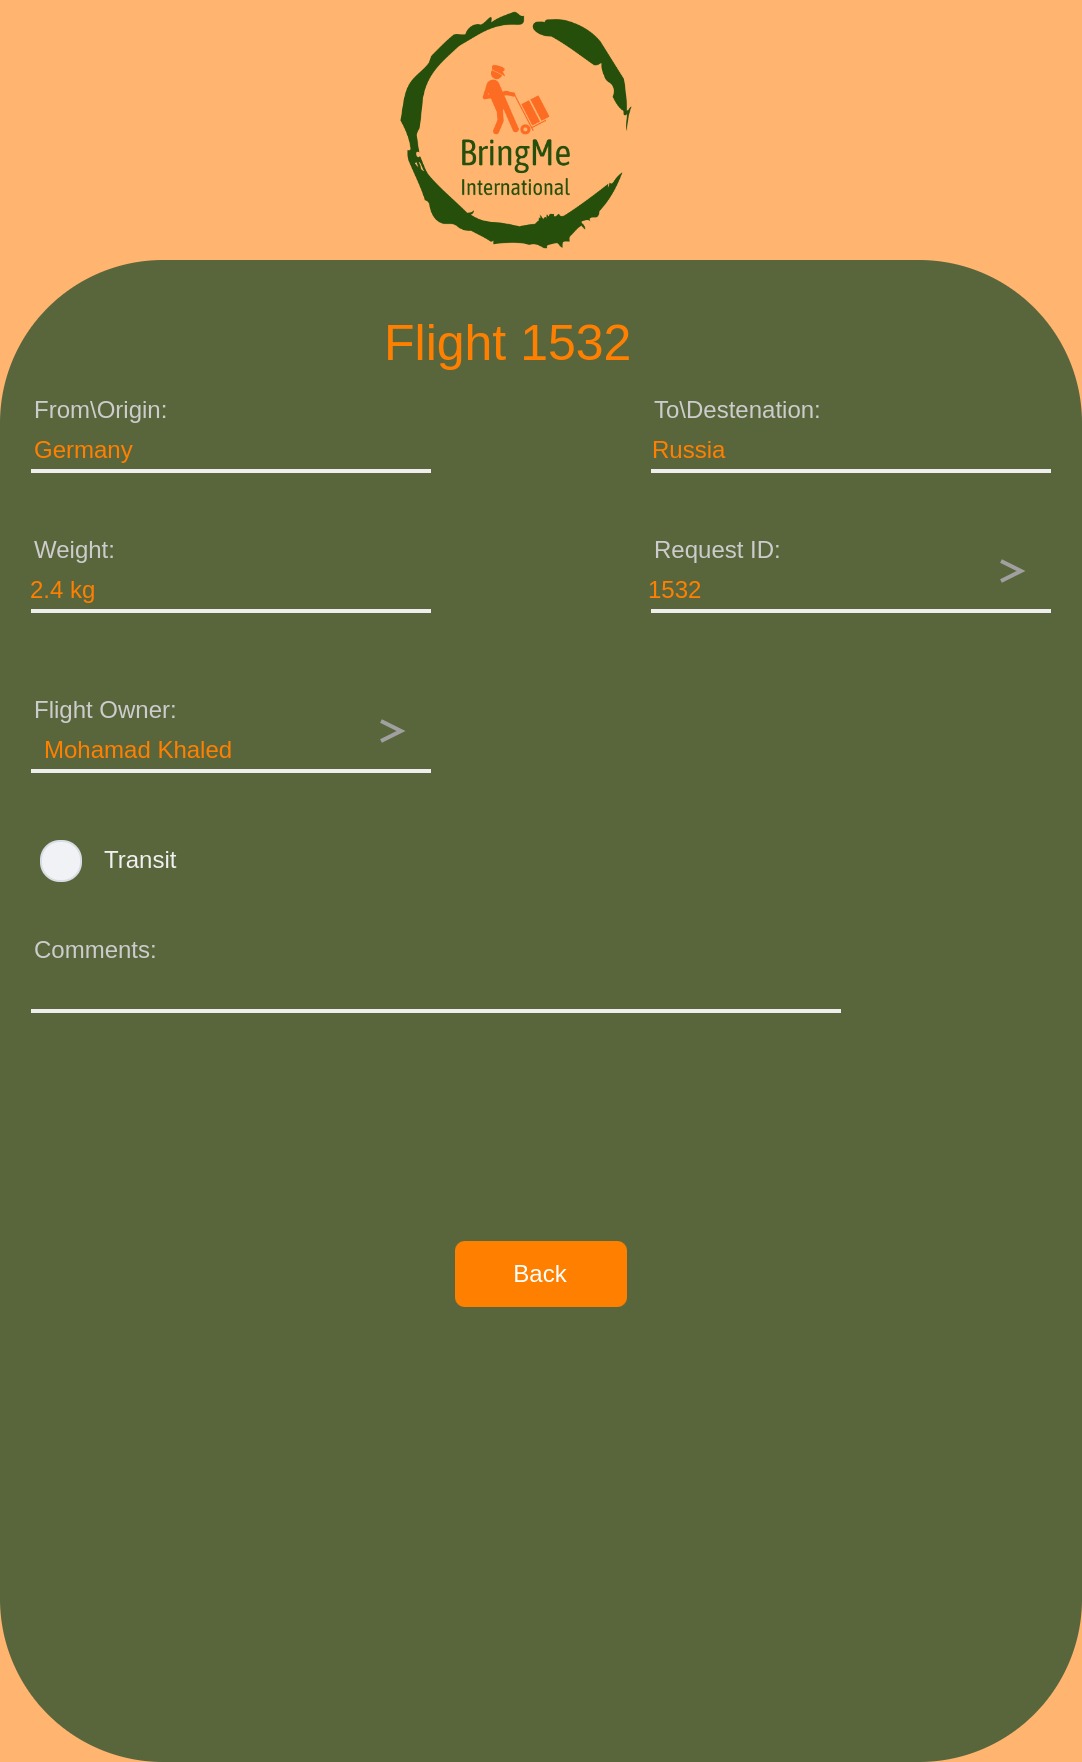 BringMe
International
Flight 1532
From\Origin:
To\Destenation:
Germany
Russia
Weight:
Request ID:
2.4 kg
1532
>
Flight Owner:
Mohamad Khaled
>
Transit
Comments:
Back